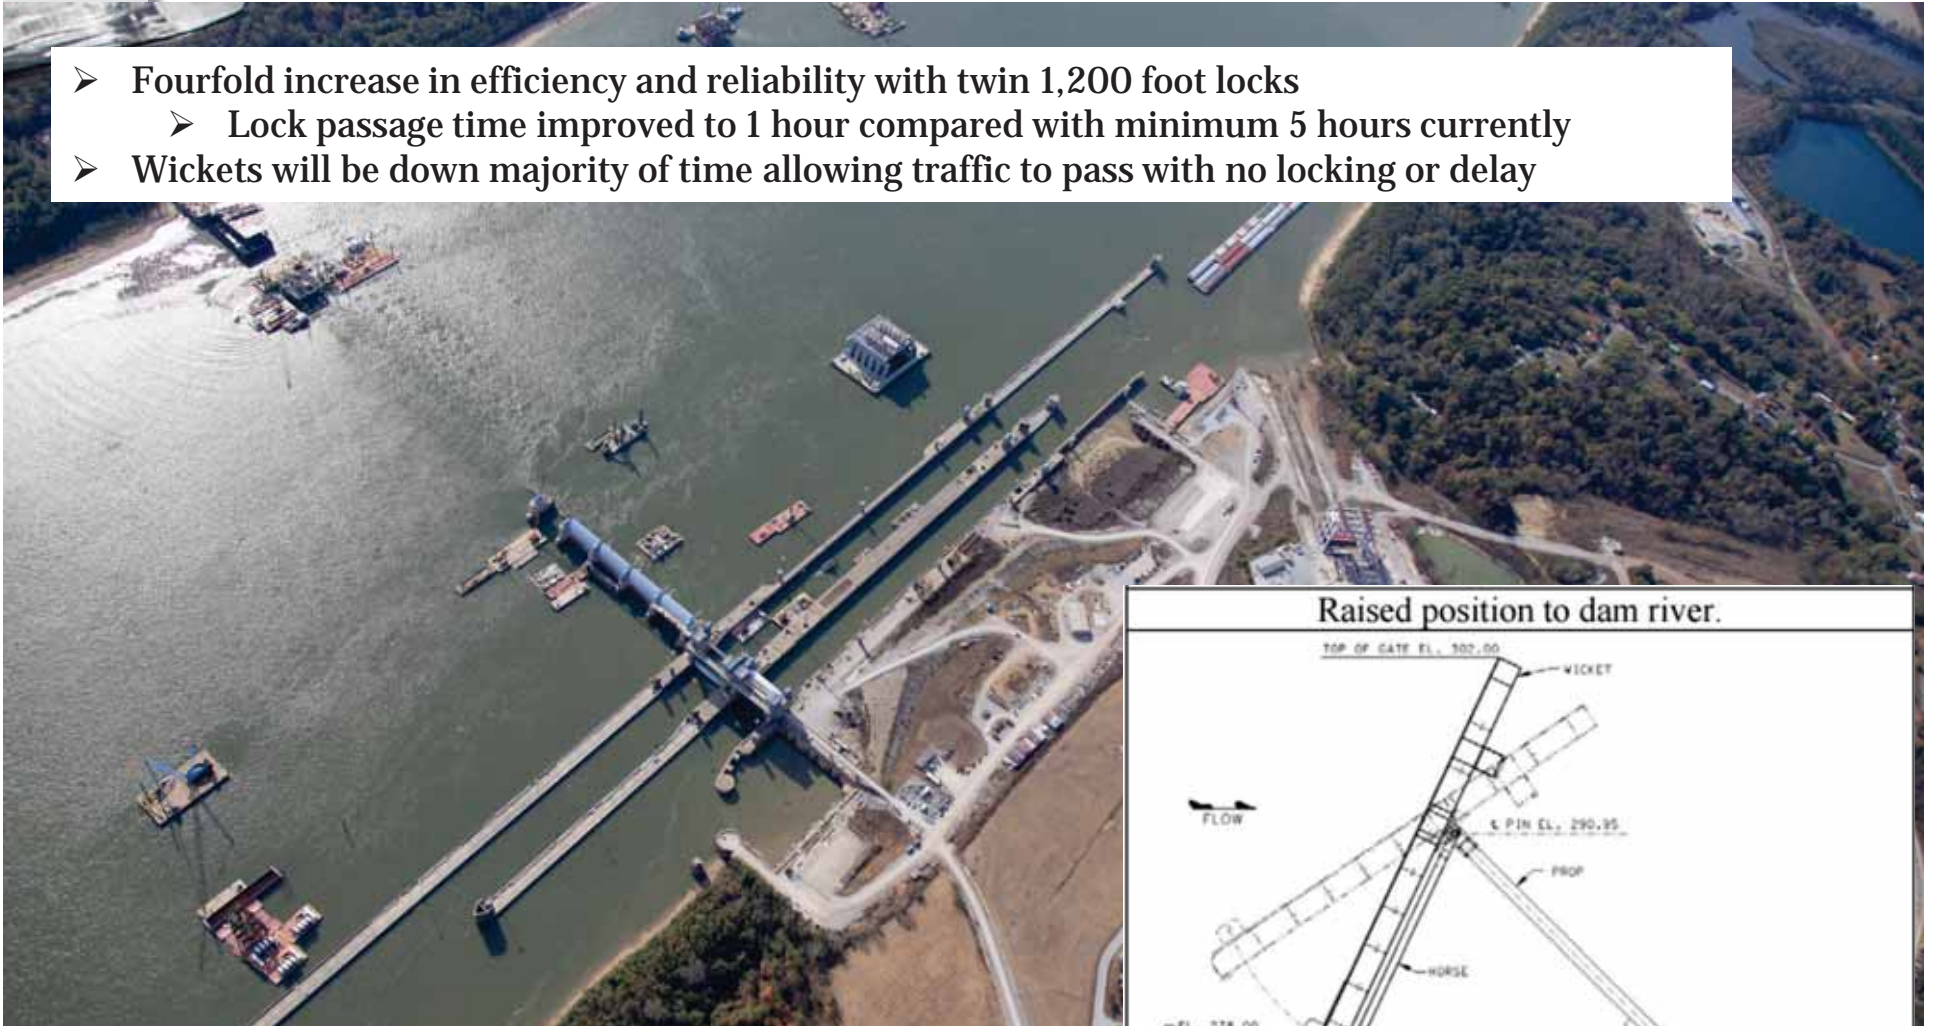 ➢ Fourfold increase in efficiency and reliability with twin 1,200 foot locks
➢ Lock passage time improved to 1 hour compared with minimum 5 hours currently
➢ Wickets will be down majority of time allowing traffic to pass with no locking or delay
Raised position to dam river.
TOP OF GATE EL. 302.00
WICKET
FLOW
℄ PIN EL. 290.95
PROP
HORSE